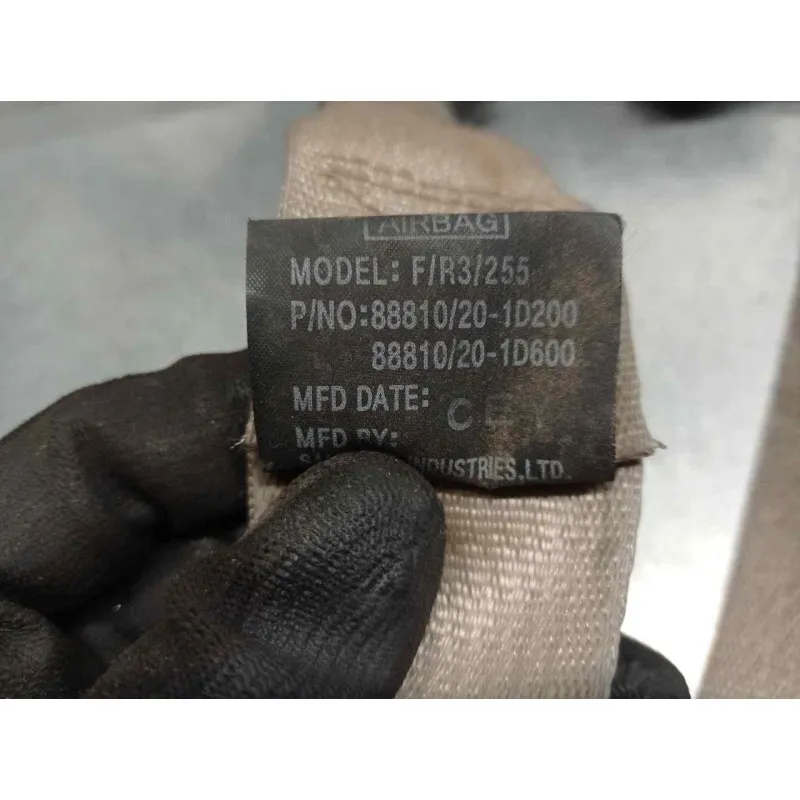 AIRBAG
MODEL: F/R3/255
P/NO: 88810/20-1D200
88810/20-1D600
MFD DATE: C
MFD BY:
INDUSTRIES,LTD.